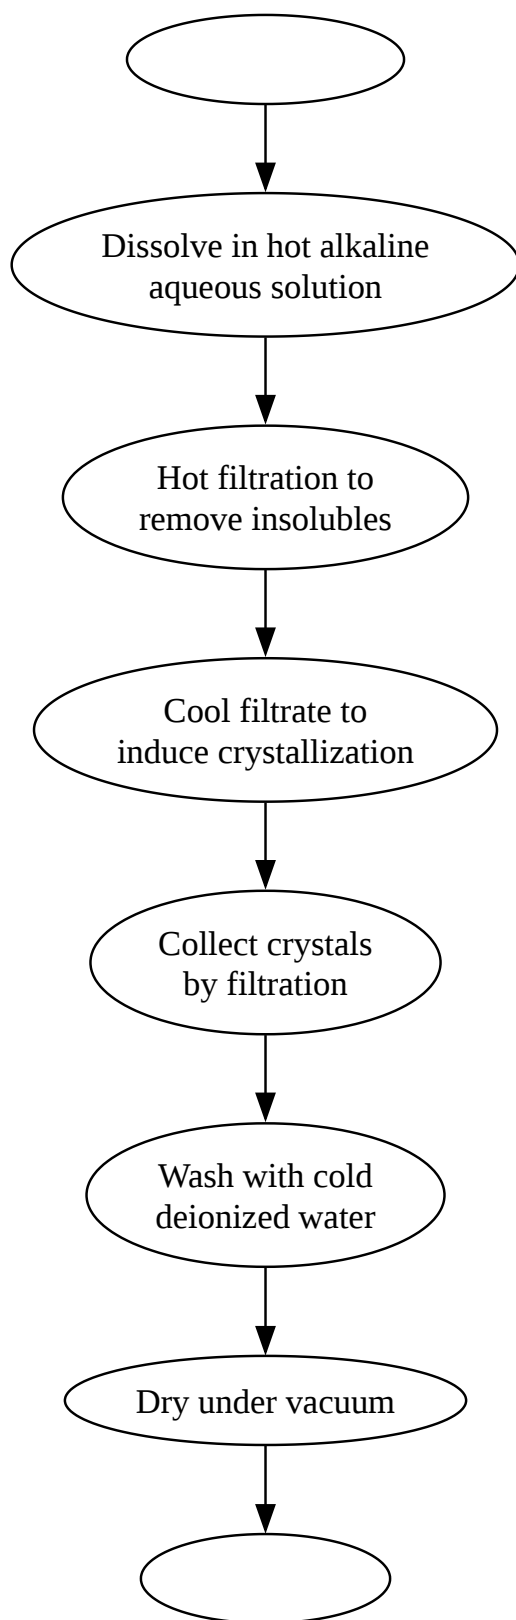 Dissolve in hot alkaline
aqueous solution
Hot filtration to
remove insolubles
Cool filtrate to
induce crystallization
Collect crystals
by filtration
Wash with cold
deionized water
Dry under vacuum